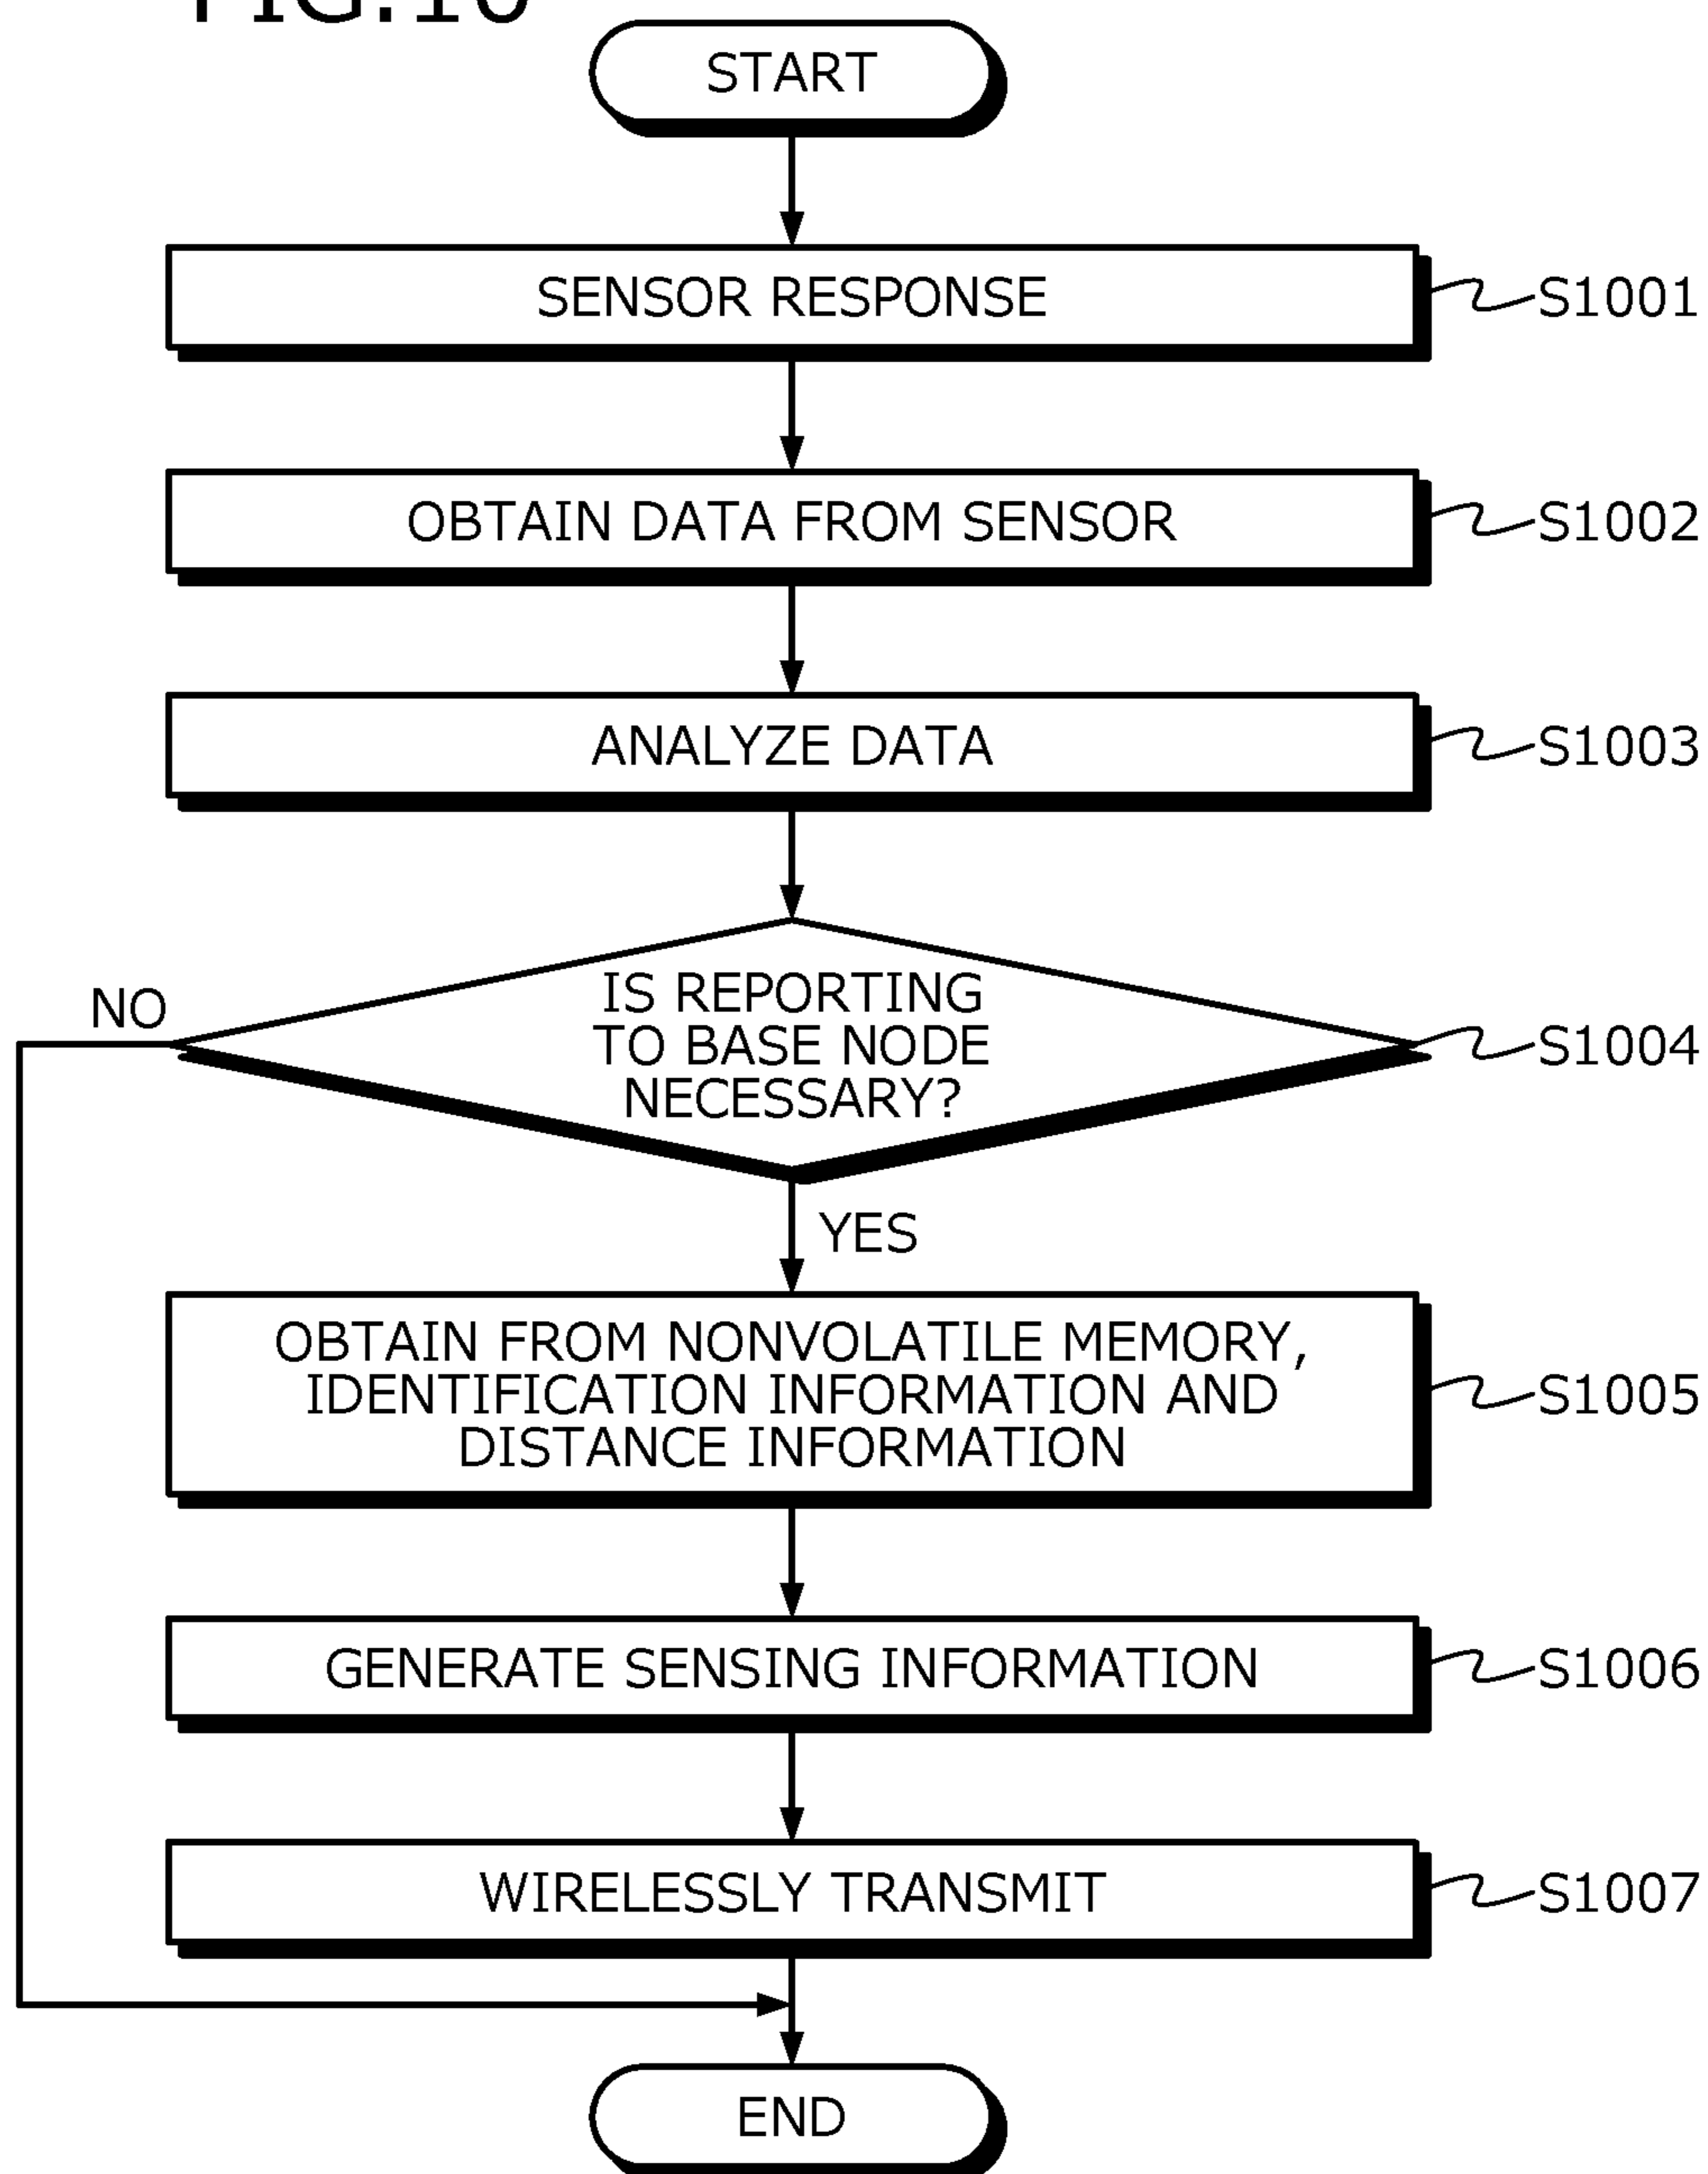 FIG.10
START
SENSOR RESPONSE
S1001
OBTAIN DATA FROM SENSOR
S1002
ANALYZE DATA
S1003
NO
IS REPORTING
TO BASE NODE
NECESSARY?
S1004
YES
OBTAIN FROM NONVOLATILE MEMORY,
IDENTIFICATION INFORMATION AND
DISTANCE INFORMATION
S1005
GENERATE SENSING INFORMATION
S1006
WIRELESSLY TRANSMIT
S1007
END